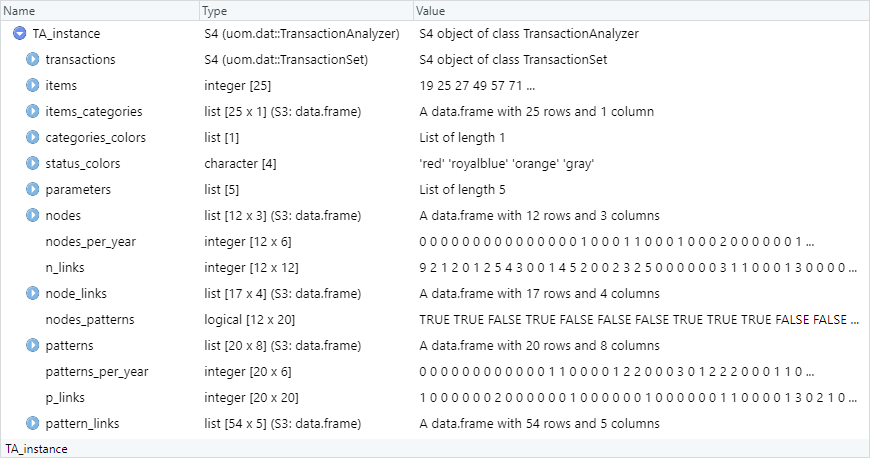 Name Type Value
TA_instance S4 (uom.dat::TransactionAnalyzer) S4 object of class TransactionAnalyzer
transactions S4 (uom.dat::TransactionSet) S4 object of class TransactionSet
items integer [25] 19 25 27 49 57 71 ...
items_categories list [25 x 1] (S3: data.frame) A data.frame with 25 rows and 1 column
categories_colors list [1] List of length 1
status_colors character [4] 'red' 'royalblue' 'orange' 'gray'
parameters list [5] List of length 5
nodes list [12 x 3] (S3: data.frame) A data.frame with 12 rows and 3 columns
nodes_per_year integer [12 x 6] 0 0 0 0 0 0 0 0 0 0 0 0 0 0 0 1 0 0 0 1 1 0 0 0 1 0 0 0 2 0 0 0 0 0 0 1 ...
n_links integer [12 x 12] 9 2 1 2 0 1 2 5 4 3 0 0 1 4 5 2 0 0 2 3 2 5 0 0 0 0 0 0 3 1 1 0 0 0 1 3 0 0 0 0 ...
node_links list [17 x 4] (S3: data.frame) A data.frame with 17 rows and 4 columns
nodes_patterns logical [12 x 20] TRUE TRUE FALSE TRUE FALSE FALSE FALSE TRUE TRUE TRUE FALSE FALSE ...
patterns list [20 x 8] (S3: data.frame) A data.frame with 20 rows and 8 columns
patterns_per_year integer [20 x 6] 0 0 0 0 0 0 0 0 0 0 0 0 1 1 0 0 0 0 1 2 2 0 0 0 3 0 1 2 2 2 0 0 0 1 1 0 ...
p_links integer [20 x 20] 1 0 0 0 0 0 0 2 0 0 0 0 0 0 1 0 0 0 0 0 0 1 0 0 0 0 0 0 1 1 0 0 0 0 1 3 0 2 1 0 ...
pattern_links list [54 x 5] (S3: data.frame) A data.frame with 54 rows and 5 columns
TA_instance